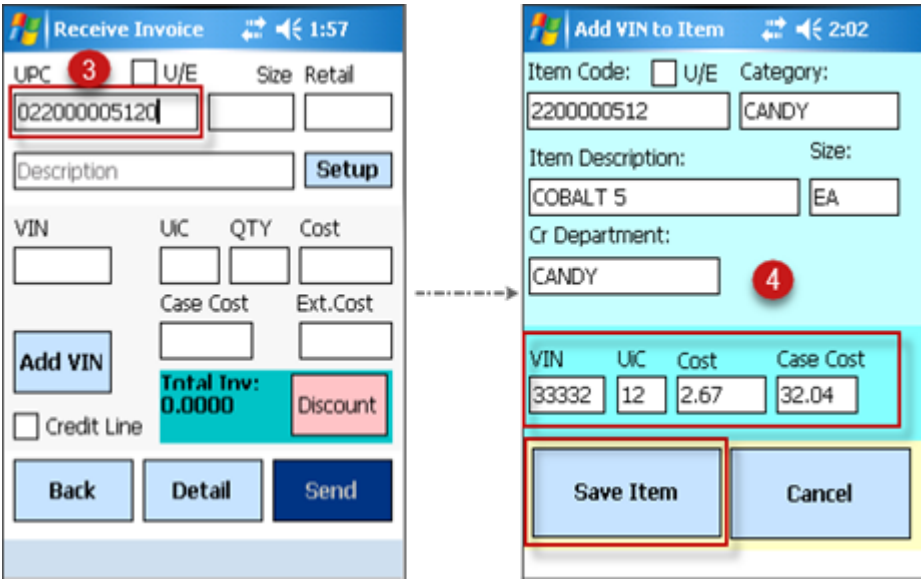 Receive Invoice 1:57
UPC 3 U/E Size Retail
022000005120
Description Setup
VIN UiC QTY Cost
Case Cost Ext.Cost
Add VIN
Total Inv:
0.0000
Discount
Credit Line
Back Detail Send
Add VIN to Item 2:02
Item Code: U/E Category:
2200000512 CANDY
Item Description: Size:
COBALT 5 EA
Cr Department:
CANDY
4
VIN UiC Cost Case Cost
33332 12 2.67 32.04
Save Item Cancel